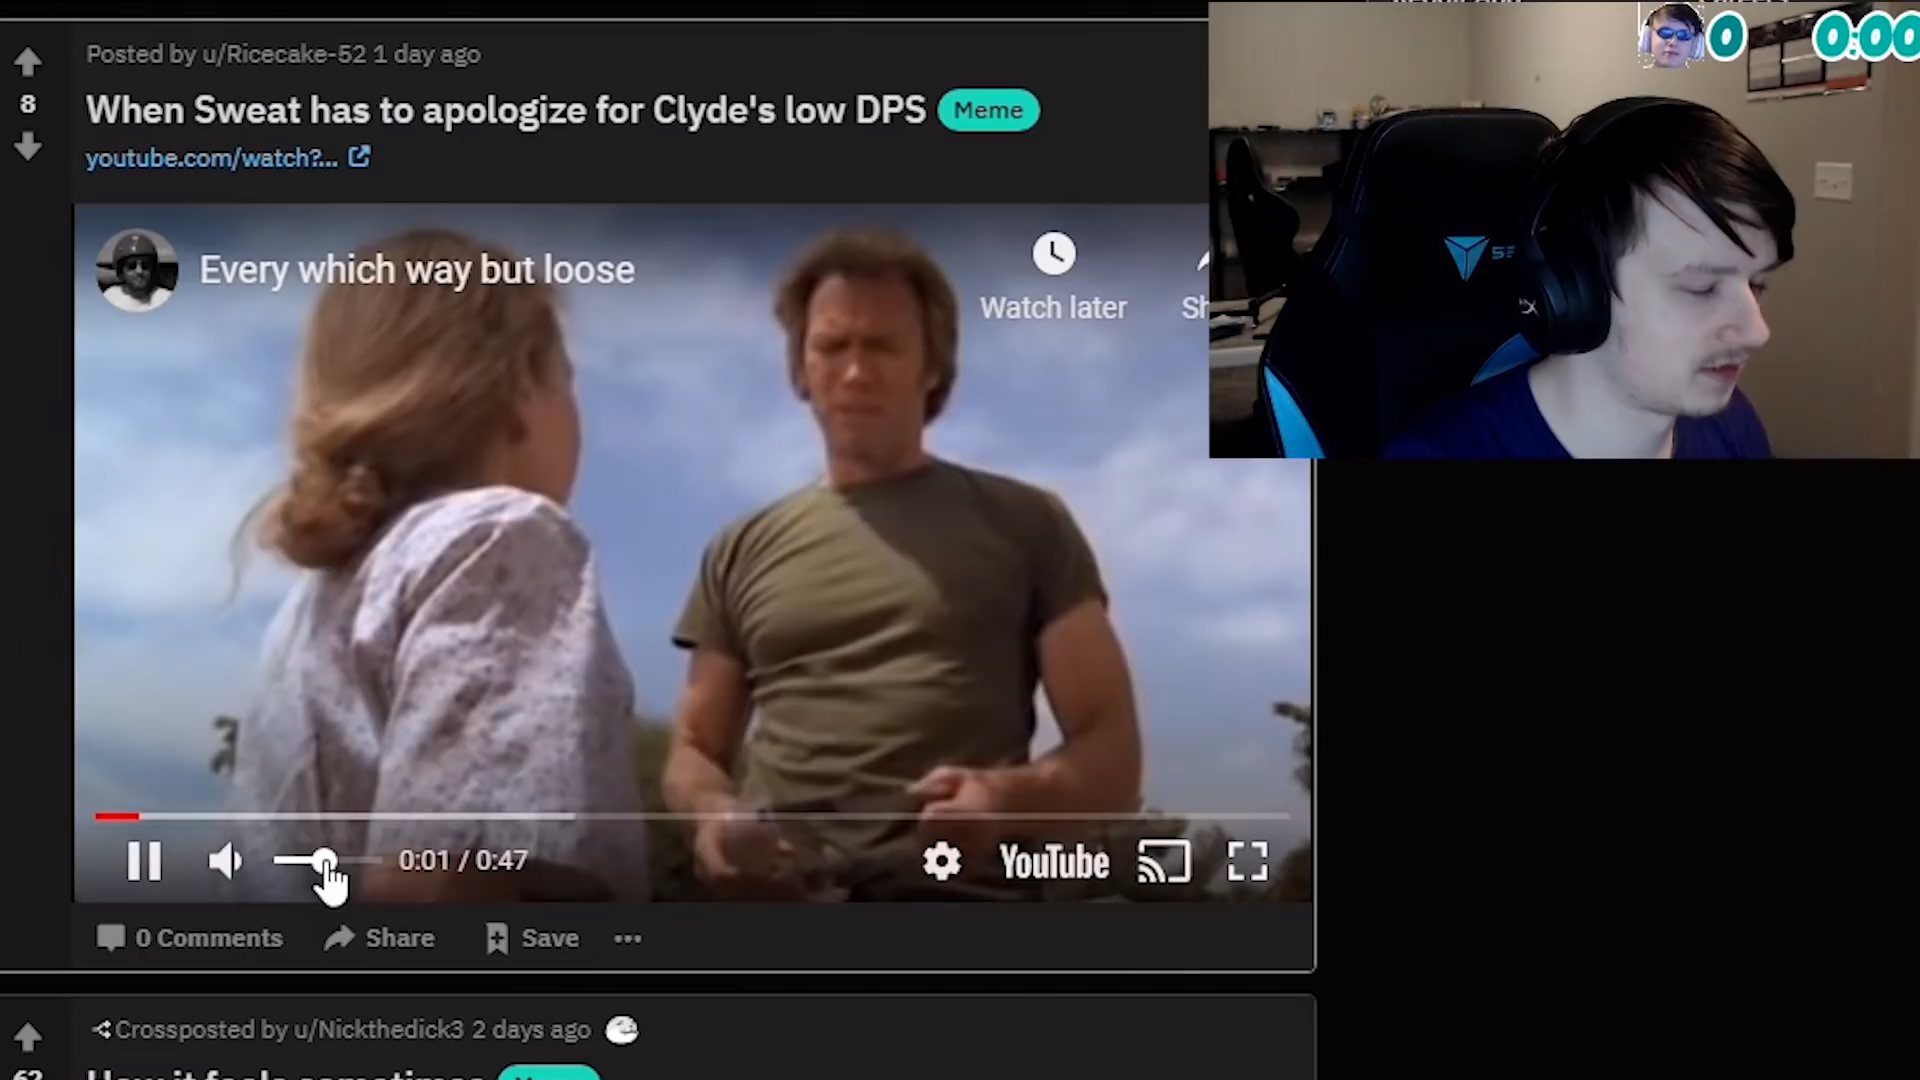 Posted by u/Ricecake-52 1 day ago
8
When Sweat has to apologize for Clyde's low DPS Meme
youtube.com/watch?...
Every which way but loose
Watch later
0:01 / 0:47
YouTube
0 Comments
Share
Save
Crossposted by u/Nickthedick3 2 days ago
0
0:00